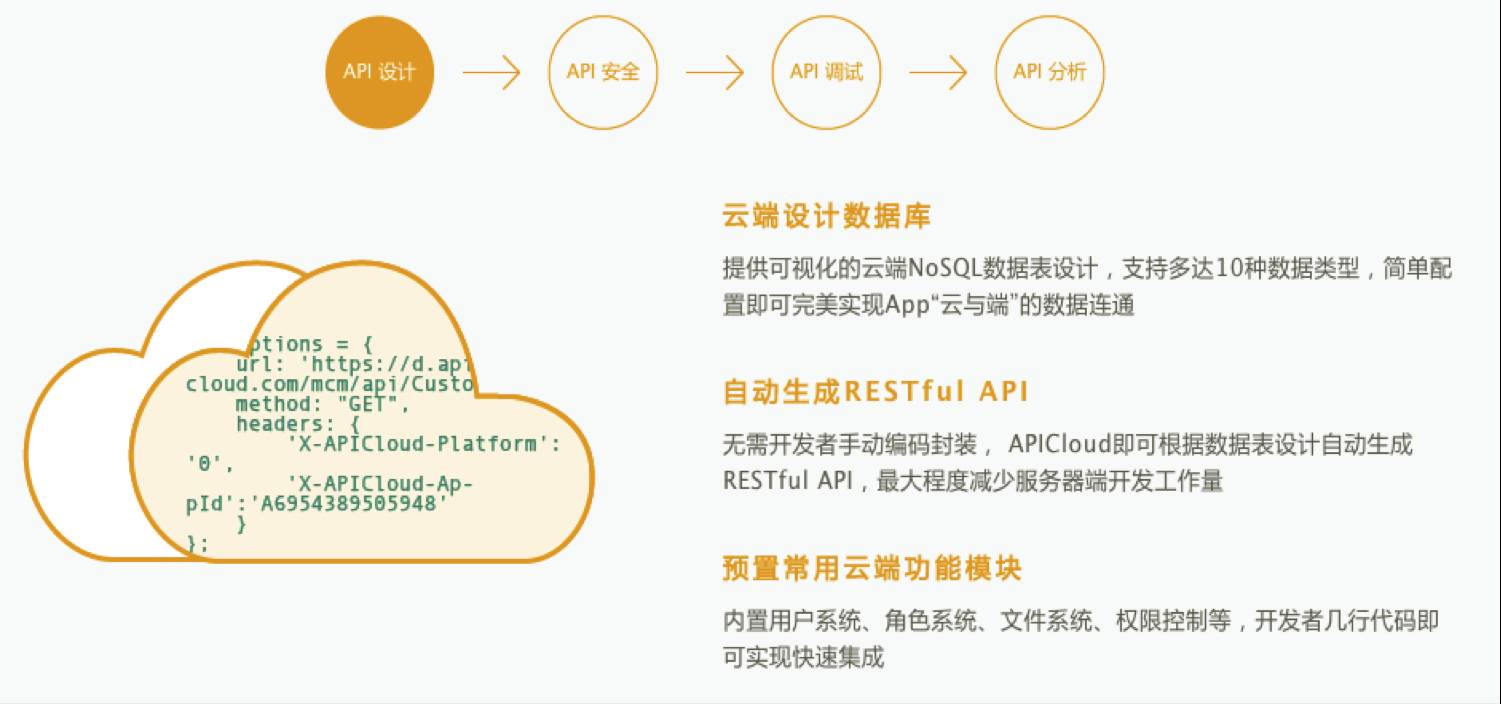 API 设计
API 安全
API 调试
API 分析
ptions = {
url: 'https://d.api
cloud.com/mcm/api/Custo
method: "GET",
headers: {
'X-APICloud-Platform':
'0',
'X-APICloud-Ap-
pId':'A6954389505948'
}
};
云端设计数据库
提供可视化的云端NoSQL数据表设计，支持多达10种数据类型，简单配
置即可完美实现App“云与端”的数据连通
自动生成RESTful API
无需开发者手动编码封装， APICloud即可根据数据表设计自动生成
RESTful API，最大程度减少服务器端开发工作量
预置常用云端功能模块
内置用户系统、角色系统、文件系统、权限控制等，开发者几行代码即
可实现快速集成